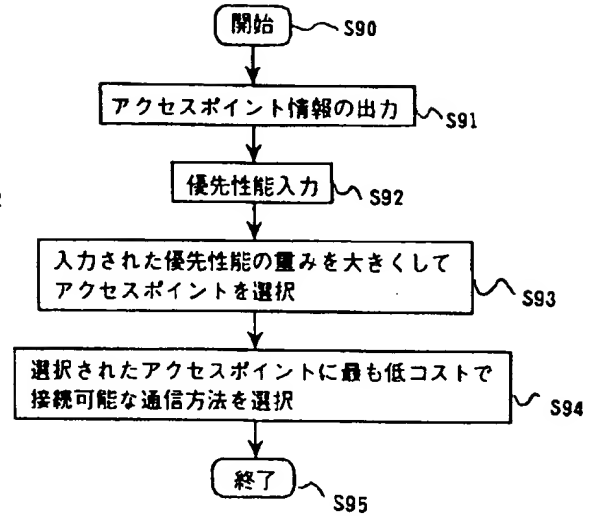 開始
S90
アクセスポイント情報の出力
S91
優先性能入力
S92
入力された優先性能の重みを大きくして
アクセスポイントを選択
S93
選択されたアクセスポイントに最も低コストで
接続可能な通信方法を選択
S94
終了
S95